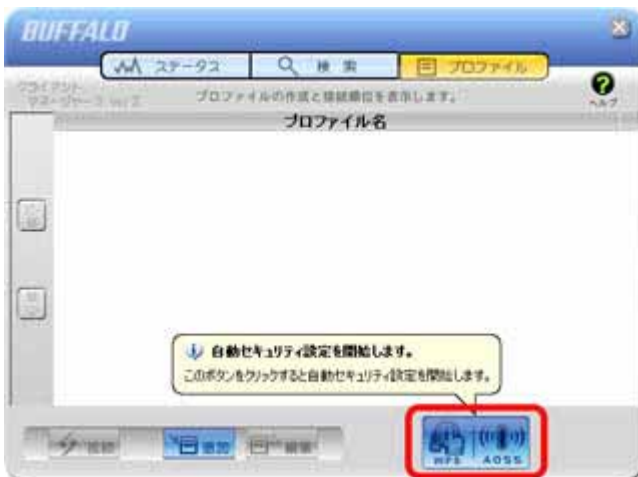 BUFFALO
ステータス
検索
プロファイル
クライアント
マネージャ-3 Ver.2
プロファイルの作成と接続順位を表示します。
ヘルプ
プロファイル名
自動セキュリティ設定を開始します。
このボタンをクリックすると自動セキュリティ設定を開始します。
接続
追加
編集
WPS
AOSS